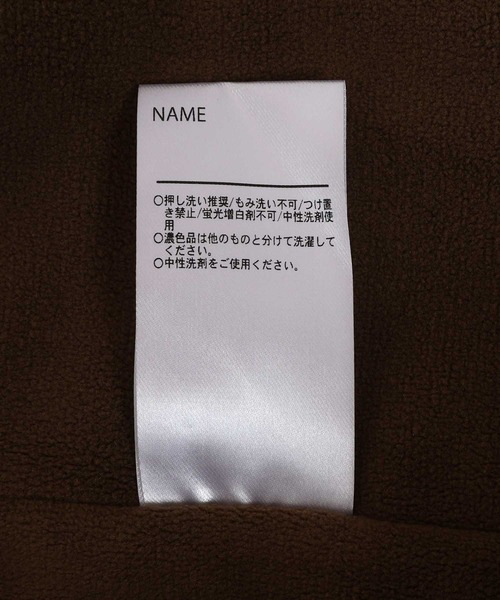 NAME
○押し洗い推奨/もみ洗い不可/つけ置
き禁止/蛍光増白剤不可/中性洗剤使
用
○濃色品は他のものと分けて洗濯して
ください。
○中性洗剤をご使用ください。